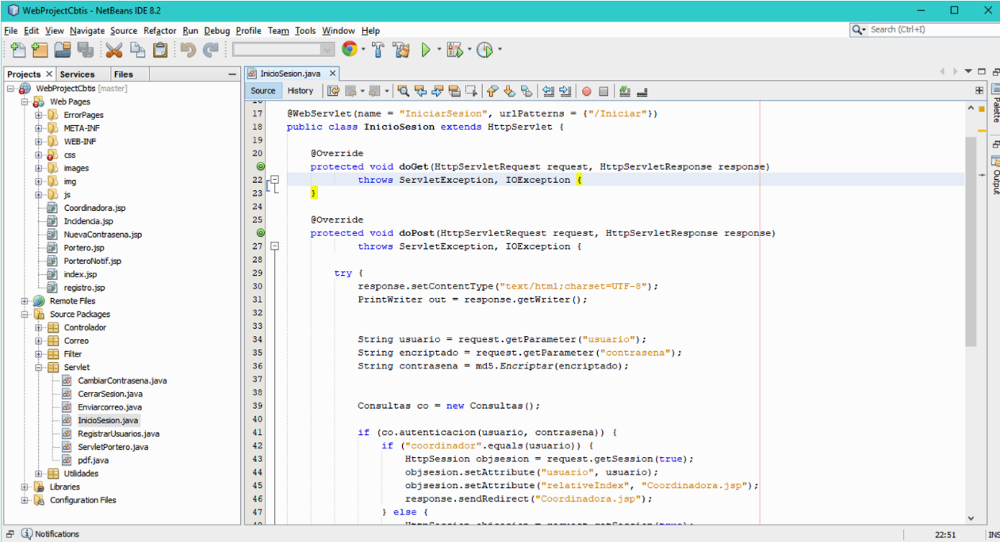 WebProjectCbtis - NetBeans IDE 8.2
File Edit View Navigate Source Refactor Run Debug Profile Team Tools Window Help
Search (Ctrl+I)
Projects Services Files
InicioSesion.java
WebProjectCbtis [master]
Web Pages
ErrorPages
META-INF
WEB-INF
css
images
img
js
Coordinadora.jsp
Incidencia.jsp
NuevaContrasena.jsp
Portero.jsp
PorteroNotif.jsp
index.jsp
registro.jsp
Remote Files
Source Packages
Controlador
Correo
Filter
Servlet
CambiarContrasena.java
CerrarSesion.java
Enviarcorreo.java
InicioSesion.java
RegistrarUsuarios.java
ServletPortero.java
pdf.java
Utilidades
Libraries
Configuration Files
Source History
17 @WebServlet(name = "IniciarSesion", urlPatterns = {"/Iniciar"})
18 public class InicioSesion extends HttpServlet {
19
20 @Override
protected void doGet(HttpServletRequest request, HttpServletResponse response)
22 throws ServletException, IOException {
23 }
24
25 @Override
protected void doPost(HttpServletRequest request, HttpServletResponse response)
27 throws ServletException, IOException {
28
29 try {
30 response.setContentType("text/html;charset=UTF-8");
31 PrintWriter out = response.getWriter();
32
33
34 String usuario = request.getParameter("usuario");
35 String encriptado = request.getParameter("contrasena");
36 String contrasena = md5.Encriptar(encriptado);
37
38
39 Consultas co = new Consultas();
40
41 if (co.autenticacion(usuario, contrasena)) {
42 if ("coordinador".equals(usuario)) {
43 HttpSession objsesion = request.getSession(true);
44 objsesion.setAttribute("usuario", usuario);
45 objsesion.setAttribute("relativeIndex", "Coordinadora.jsp");
46 response.sendRedirect("Coordinadora.jsp");
47 } else {
Palette
Output
Notifications
22:51
INS